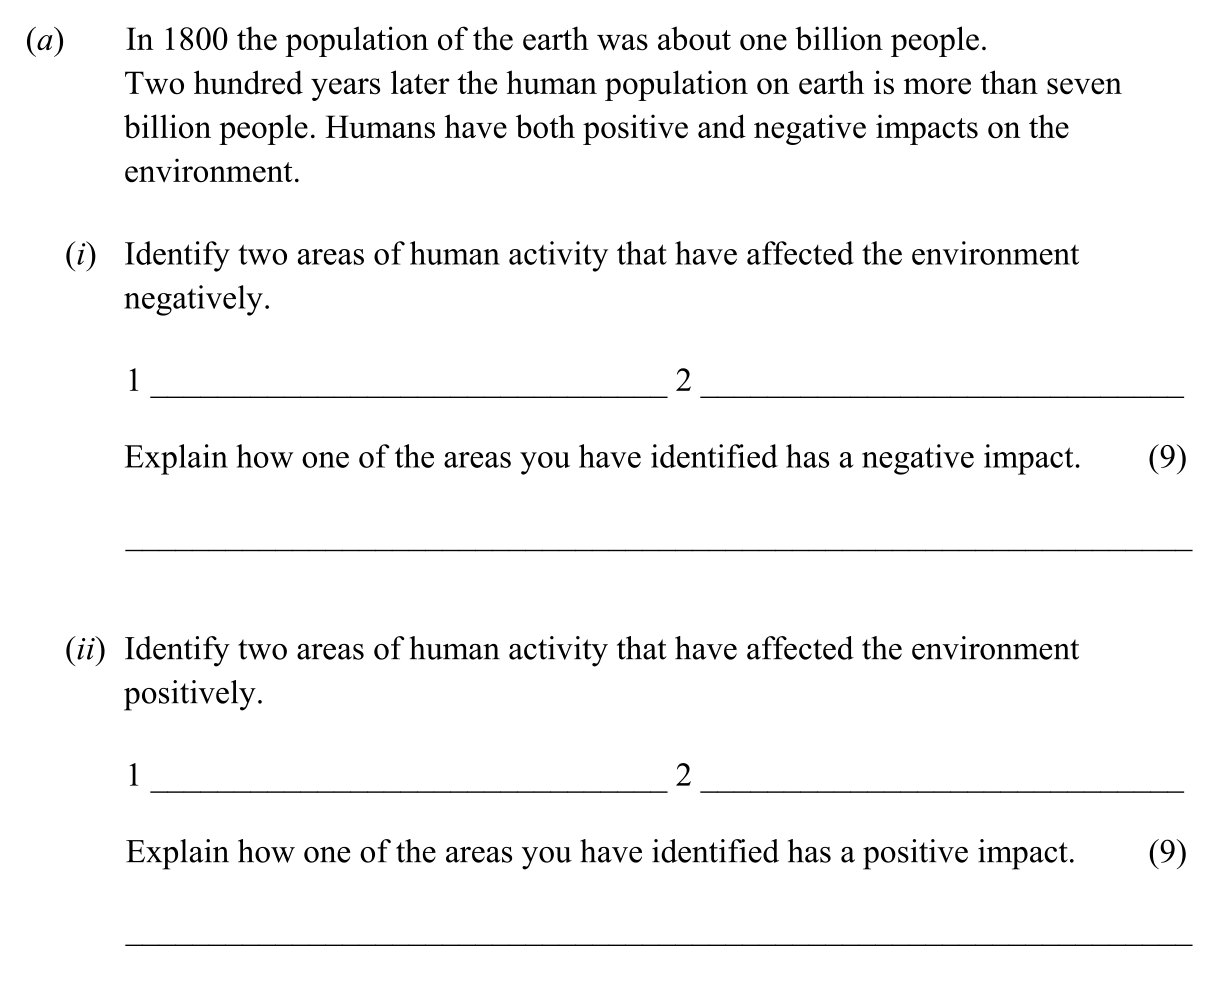 (a) In 1800 the population of the earth was about one billion people.
Two hundred years later the human population on earth is more than seven
billion people. Humans have both positive and negative impacts on the
environment.
(i) Identify two areas of human activity that have affected the environment
negatively.
1 ______________________________ 2 ____________________________
Explain how one of the areas you have identified has a negative impact. (9)
______________________________________________________________
(ii) Identify two areas of human activity that have affected the environment
positively.
1 ______________________________ 2 ____________________________
Explain how one of the areas you have identified has a positive impact. (9)
______________________________________________________________